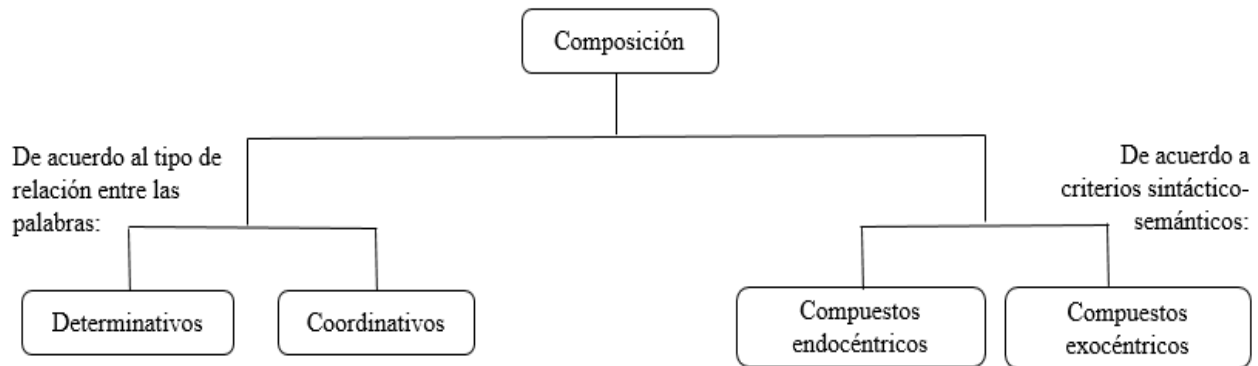 Composición
De acuerdo al tipo de
relación entre las
palabras:
De acuerdo a
criterios sintáctico-
semánticos:
Determinativos
Coordinativos
Compuestos
endocéntricos
Compuestos
exocéntricos